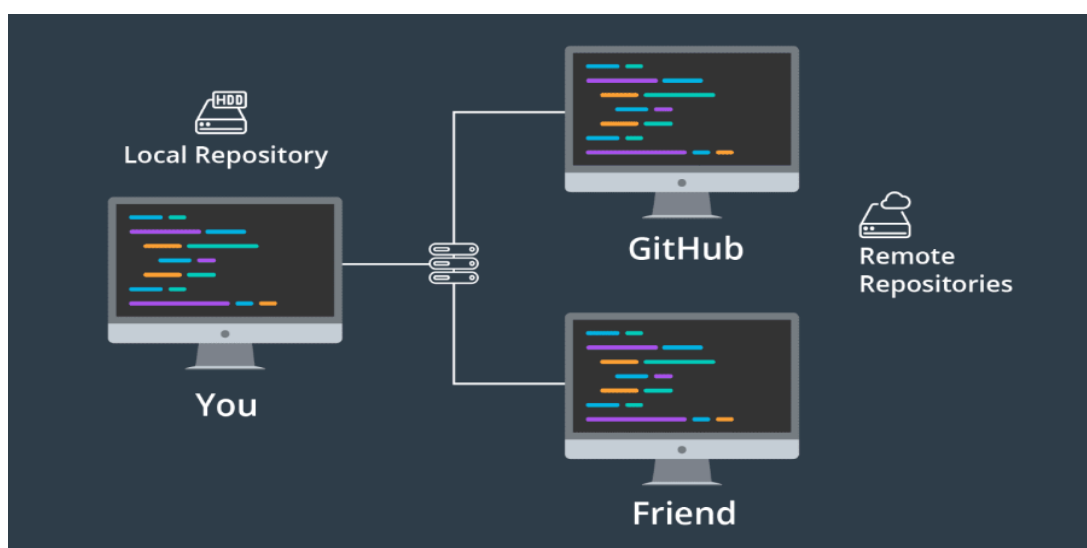 HDD
Local Repository
You
GitHub
Remote
Repositories
Friend